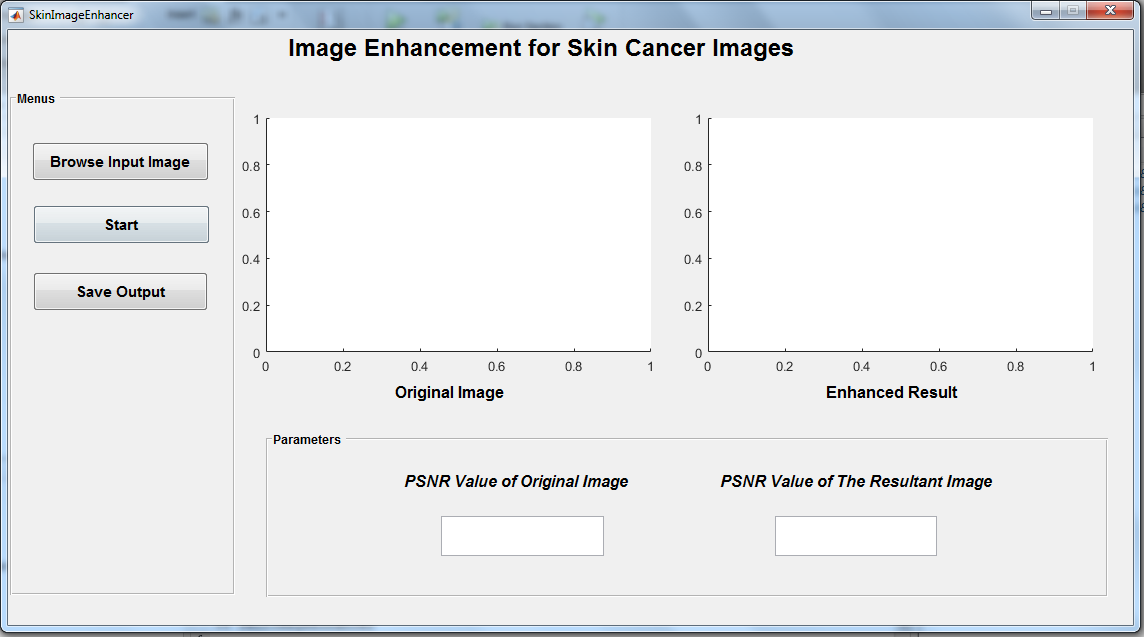 SkinImageEnhancer
Image Enhancement for Skin Cancer Images
Menus
Browse Input Image
Start
Save Output
1
0.8
0.6
0.4
0.2
0
0 0.2 0.4 0.6 0.8 1
Original Image
1
0.8
0.6
0.4
0.2
0
0 0.2 0.4 0.6 0.8 1
Enhanced Result
Parameters
PSNR Value of Original Image
PSNR Value of The Resultant Image